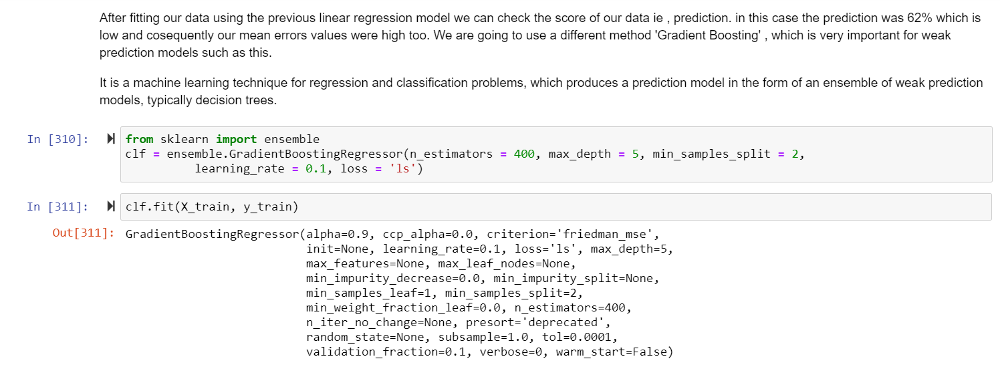 After fitting our data using the previous linear regression model we can check the score of our data ie , prediction. in this case the prediction was 62% which is
low and cosequently our mean errors values were high too. We are going to use a different method 'Gradient Boosting' , which is very important for weak
prediction models such as this.
It is a machine learning technique for regression and classification problems, which produces a prediction model in the form of an ensemble of weak prediction
models, typically decision trees.
In [310]: from sklearn import ensemble
clf = ensemble.GradientBoostingRegressor(n_estimators = 400, max_depth = 5, min_samples_split = 2,
learning_rate = 0.1, loss = 'ls')
In [311]: clf.fit(X_train, y_train)
Out[311]: GradientBoostingRegressor(alpha=0.9, ccp_alpha=0.0, criterion='friedman_mse',
init=None, learning_rate=0.1, loss='ls', max_depth=5,
max_features=None, max_leaf_nodes=None,
min_impurity_decrease=0.0, min_impurity_split=None,
min_samples_leaf=1, min_samples_split=2,
min_weight_fraction_leaf=0.0, n_estimators=400,
n_iter_no_change=None, presort='deprecated',
random_state=None, subsample=1.0, tol=0.0001,
validation_fraction=0.1, verbose=0, warm_start=False)